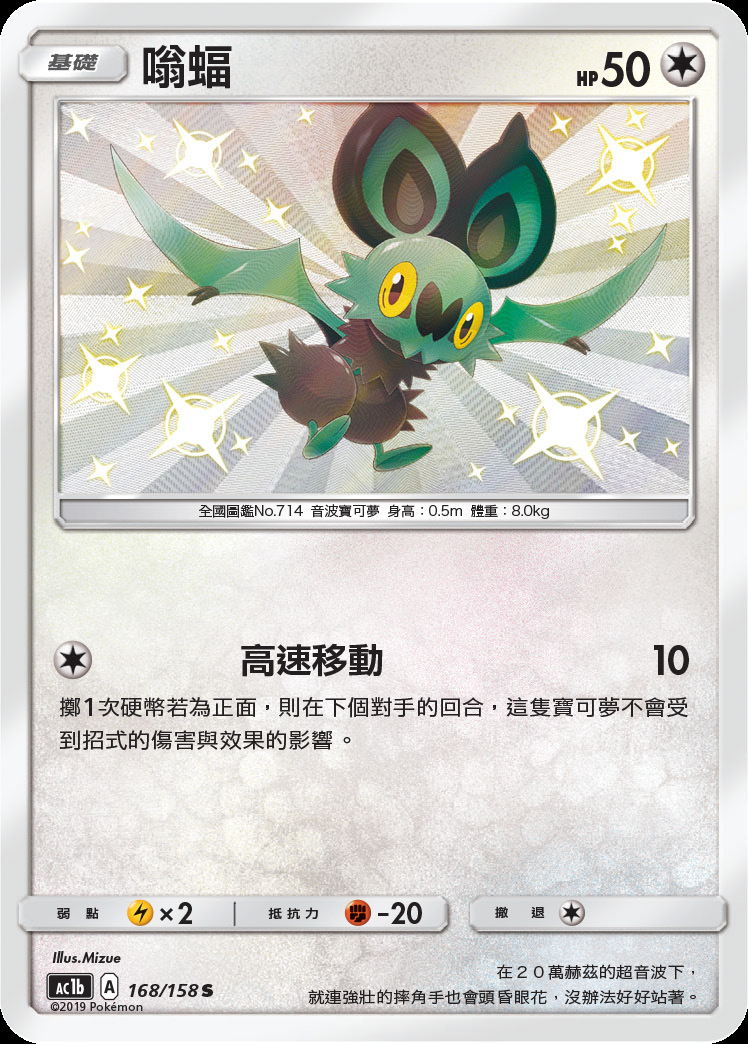 基礎 嗡蝠 HP50
全國圖鑑No.714 音波寶可夢 身高：0.5m 體重：8.0kg
高速移動 10
擲1次硬幣若為正面，則在下個對手的回合，這隻寶可夢不會受
到招式的傷害與效果的影響。
弱點 ×2 抵抗力 -20 撤退
Illus.Mizue
AC1b A 168/158 S
©2019 Pokémon
在２０萬赫茲的超音波下，
就連強壯的摔角手也會頭昏眼花，沒辦法好好站著。